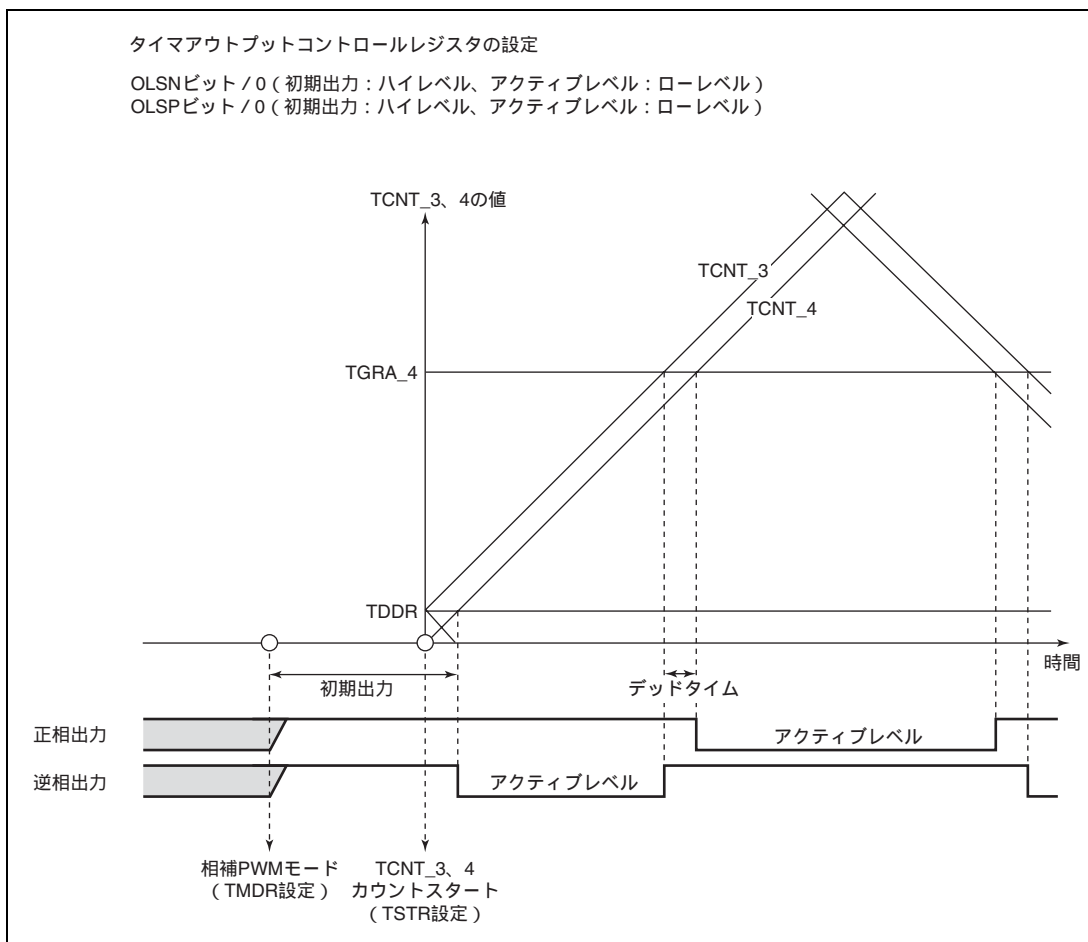 タイマアウトプットコントロールレジスタの設定
OLSNビット / 0 ( 初期出力 : ハイレベル、アクティブレベル : ローレベル )
OLSPビット / 0 ( 初期出力 : ハイレベル、アクティブレベル : ローレベル )
TCNT_3、4の値
TCNT_3
TCNT_4
TGRA_4
TDDR
時間
初期出力
デッドタイム
正相出力
アクティブレベル
逆相出力
アクティブレベル
相補PWMモード
( TMDR設定 )
TCNT_3、4
カウントスタート
( TSTR設定 )